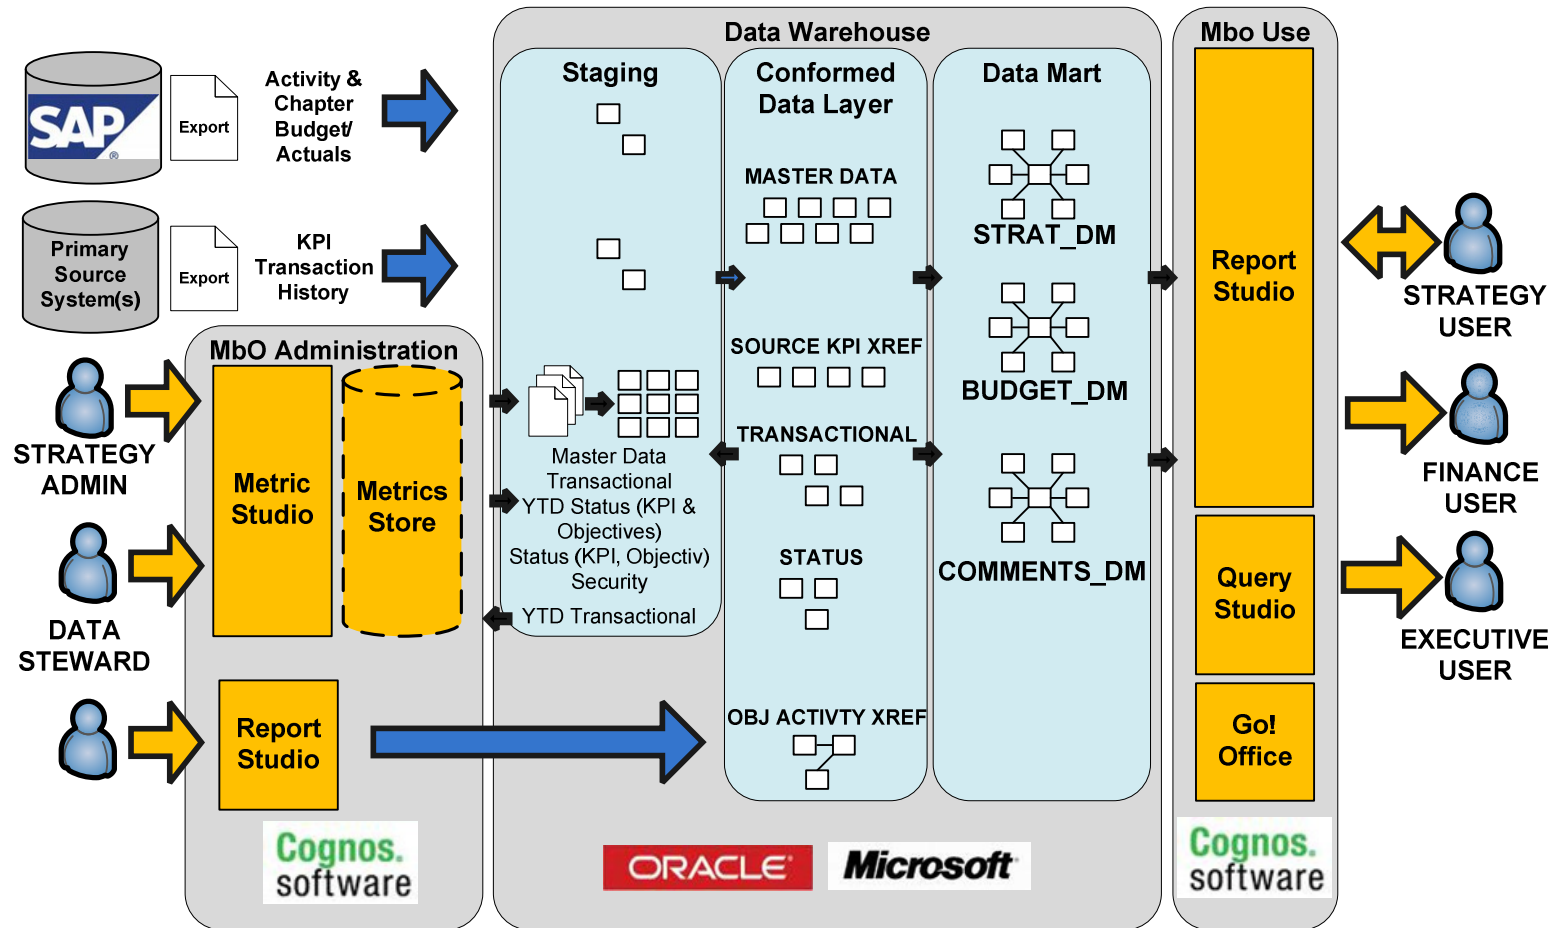 Data Warehouse
Mbo Use
Staging
Conformed
Data Layer
Data Mart
SAP
®
Export
Activity &
Chapter
Budget/
Actuals
MASTER DATA
STRAT_DM
Primary
Source
System(s)
Export
KPI
Transaction
History
Report
Studio
STRATEGY
USER
MbO Administration
SOURCE KPI XREF
BUDGET_DM
STRATEGY
ADMIN
Metric
Studio
Metrics
Store
Master Data
Transactional
YTD Status (KPI &
Objectives)
Status (KPI, Objectiv)
Security
YTD Transactional
TRANSACTIONAL
FINANCE
USER
STATUS
COMMENTS_DM
Query
Studio
DATA
STEWARD
EXECUTIVE
USER
Report
Studio
OBJ ACTIVTY XREF
Go!
Office
Cognos.
software
ORACLE
Microsoft
Cognos.
software